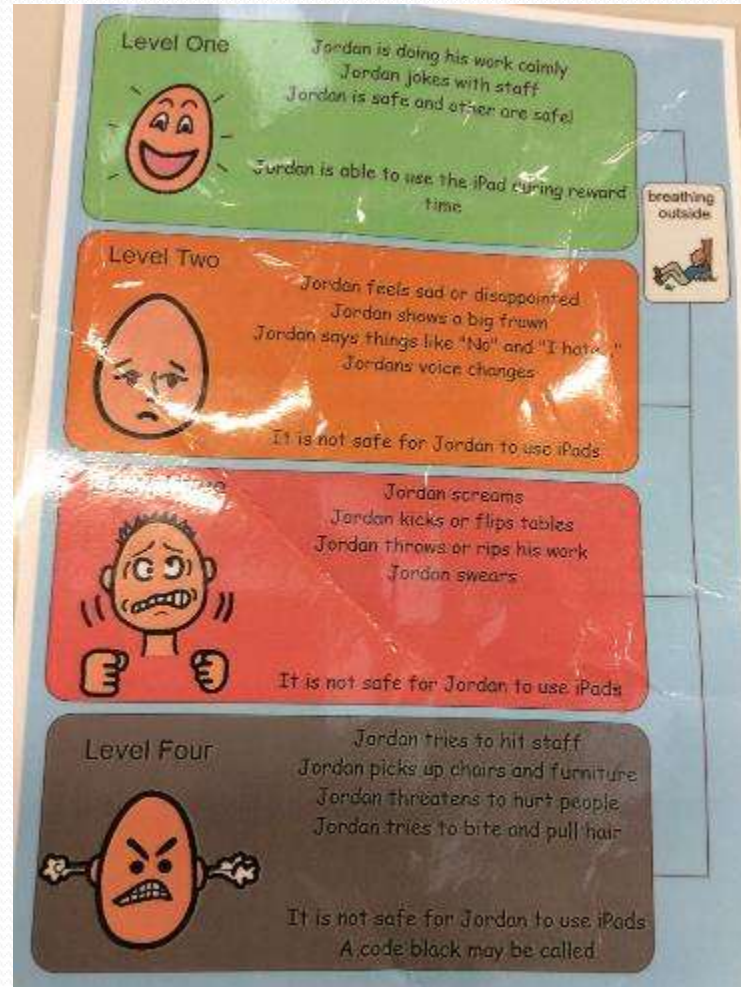 Level One
Jordan is doing his work calmly
Jordan jokes with staff
Jordan is safe and other are safe!
Jordan is able to use the iPad during reward
time
breathing
outside
Level Two
Jordan feels sad or disappointed
Jordan shows a big frown
Jordan says things like "No" and "I hate..."
Jordans voice changes
It is not safe for Jordan to use iPads
Jordan screams
Jordan kicks or flips tables
Jordan throws or rips his work
Jordan swears
It is not safe for Jordan to use iPads
Level Four
Jordan tries to hit staff
Jordan picks up chairs and furniture
Jordan threatens to hurt people
Jordan tries to bite and pull hair
It is not safe for Jordan to use iPads
A code black may be called